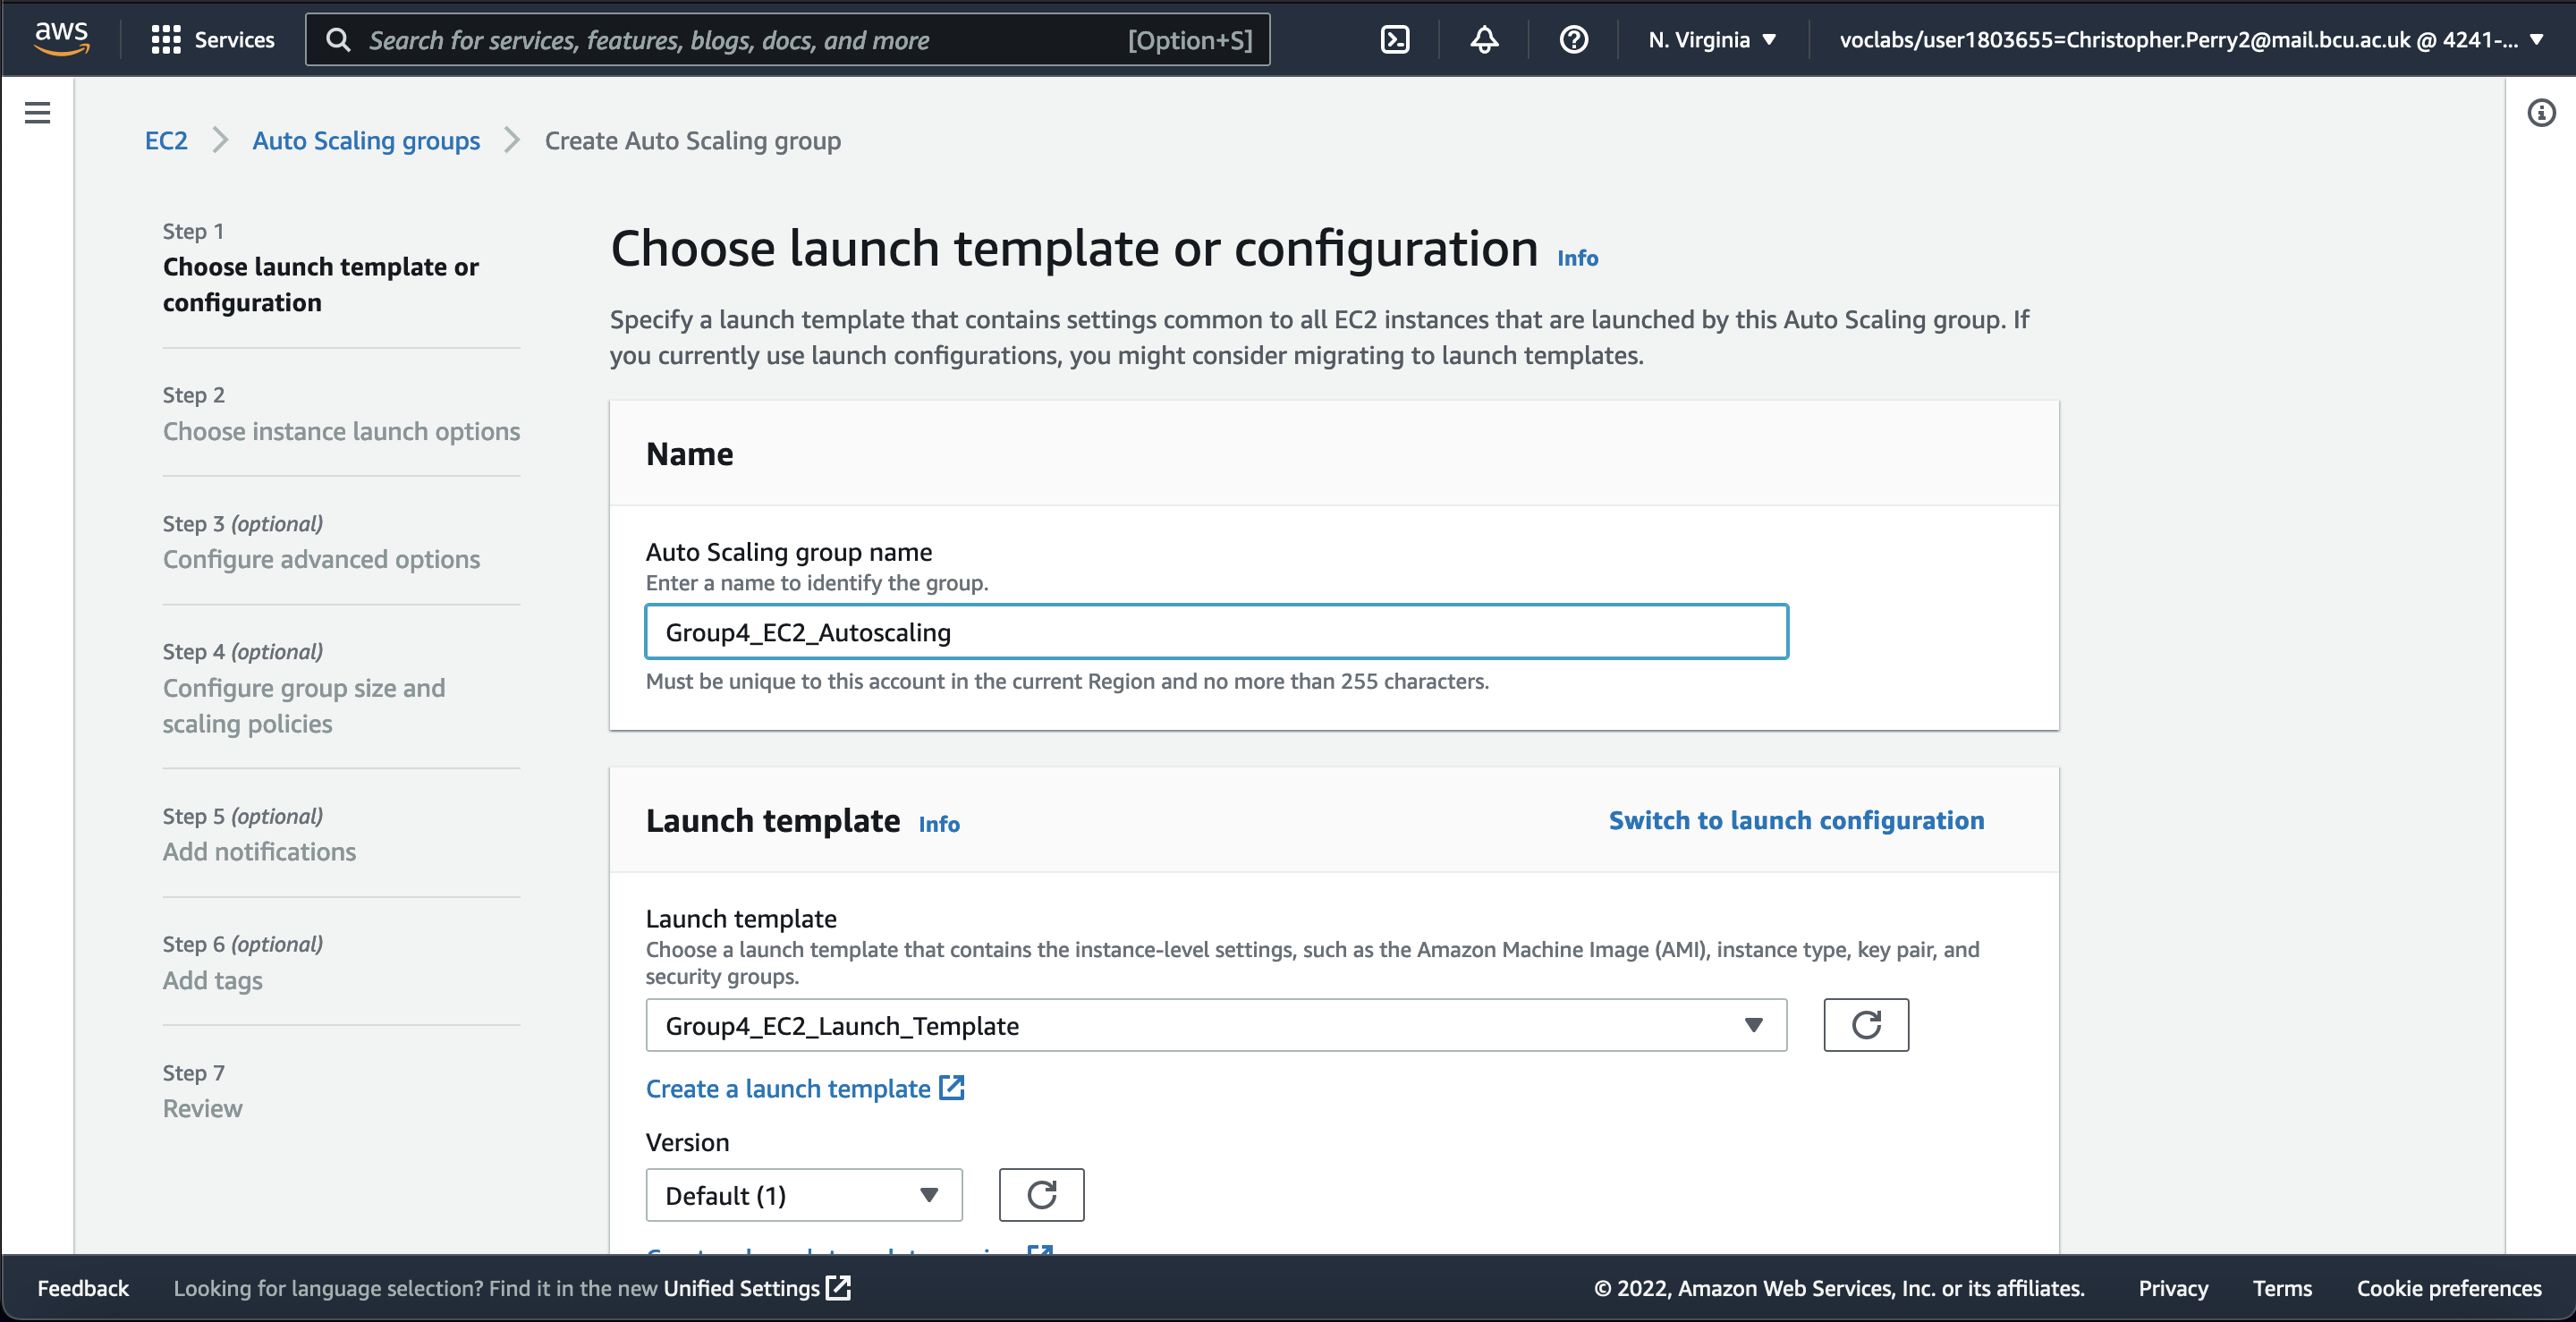 aws
Services
Search for services, features, blogs, docs, and more
[Option+S]
N. Virginia
voclabs/user1803655=Christopher.Perry2@mail.bcu.ac.uk @ 4241-...
EC2
Auto Scaling groups
Create Auto Scaling group
Step 1
Choose launch template or
configuration
Step 2
Choose instance launch options
Step 3 (optional)
Configure advanced options
Step 4 (optional)
Configure group size and
scaling policies
Step 5 (optional)
Add notifications
Step 6 (optional)
Add tags
Step 7
Review
Choose launch template or configuration Info
Specify a launch template that contains settings common to all EC2 instances that are launched by this Auto Scaling group. If
you currently use launch configurations, you might consider migrating to launch templates.
Name
Auto Scaling group name
Enter a name to identify the group.
Group4_EC2_Autoscaling
Must be unique to this account in the current Region and no more than 255 characters.
Launch template Info
Switch to launch configuration
Launch template
Choose a launch template that contains the instance-level settings, such as the Amazon Machine Image (AMI), instance type, key pair, and
security groups.
Group4_EC2_Launch_Template
Create a launch template
Version
Default (1)
Feedback
Looking for language selection? Find it in the new Unified Settings
© 2022, Amazon Web Services, Inc. or its affiliates.
Privacy
Terms
Cookie preferences